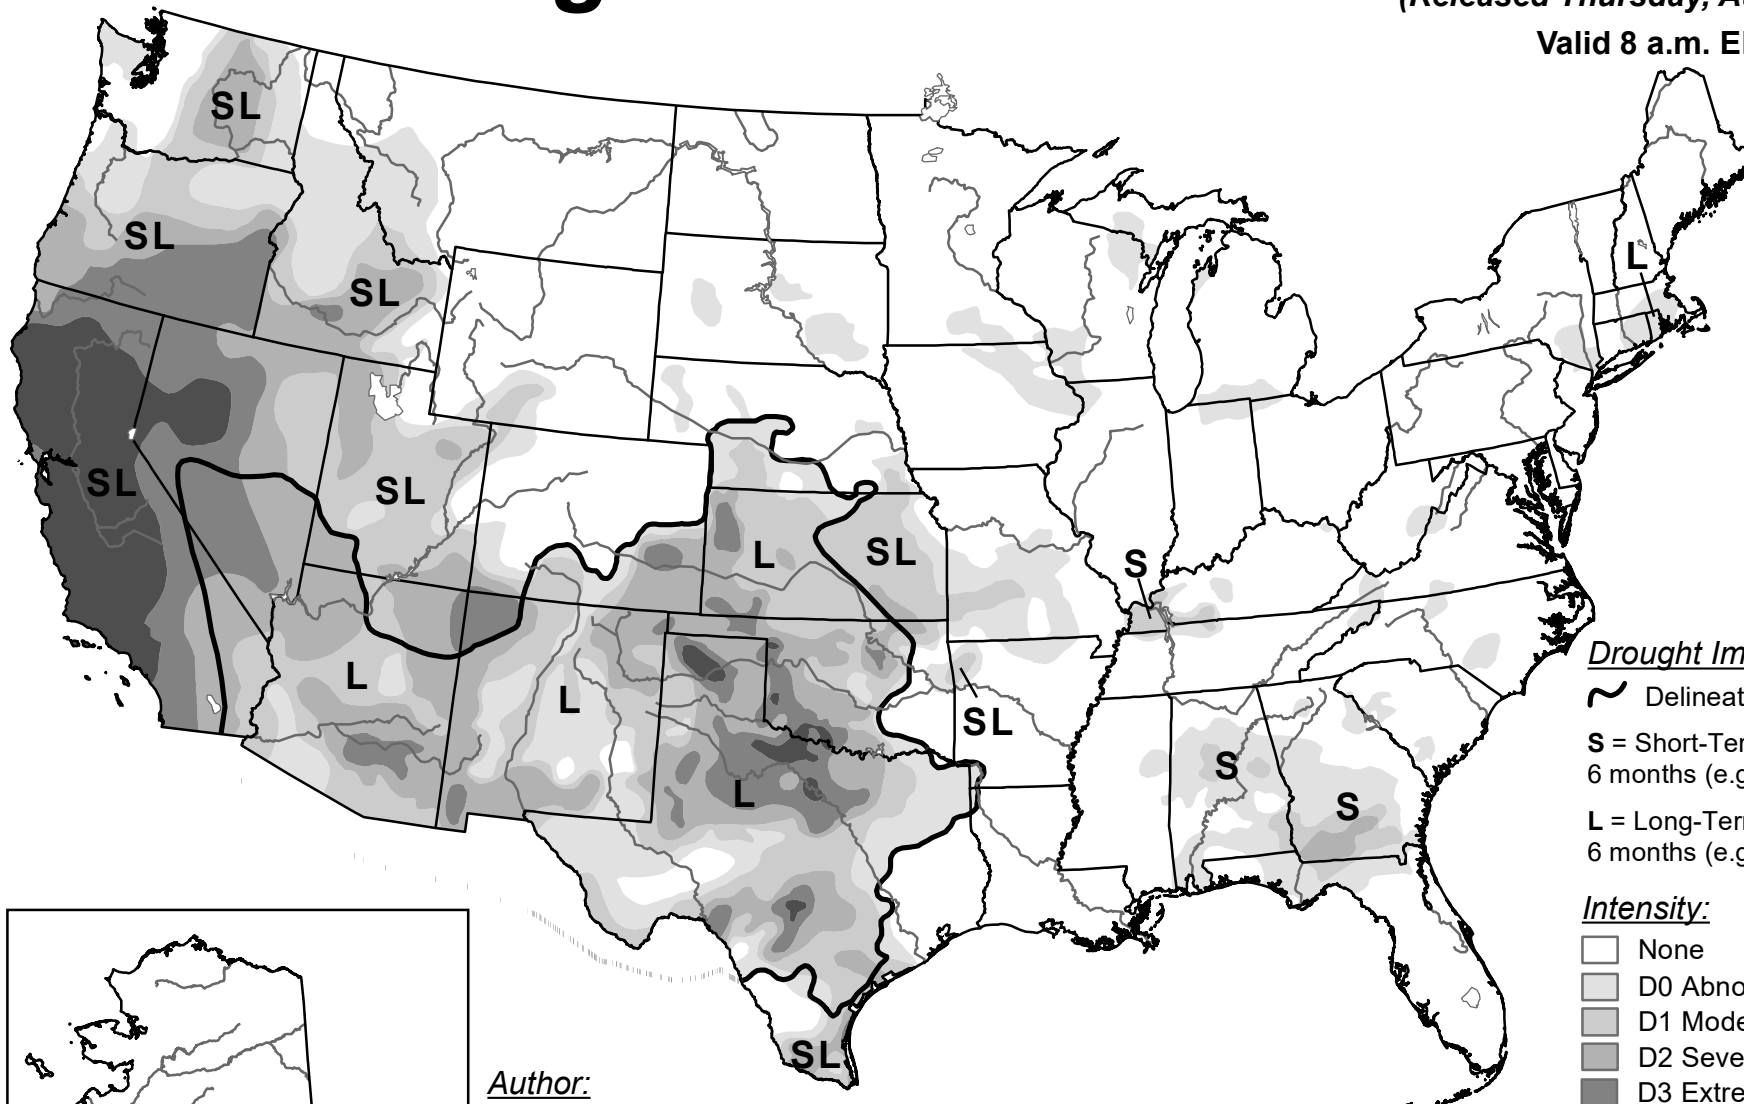 (Released Thursday, Au
Valid 8 a.m. E
SL
SL
SL
L
SL
SL
L
SL
S
L
L
SL
L
S
S
SL
Drought Im
Delineat
S = Short-Ter
6 months (e.g
L = Long-Ter
6 months (e.g
Intensity:
None
D0 Abno
D1 Mode
D2 Seve
D3 Extre
Author: